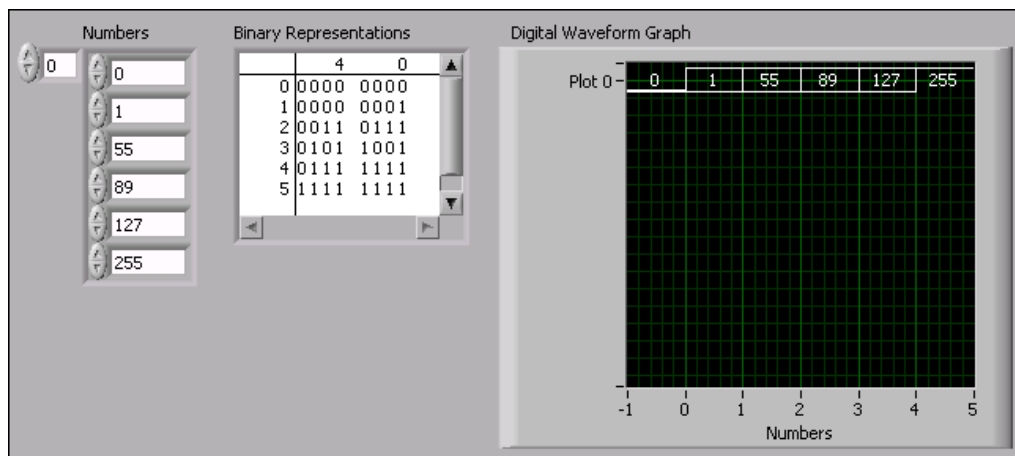 Numbers
0
0
1
55
89
127
255
Binary Representations
4 0
0 0000 0000
1 0000 0001
2 0011 0111
3 0101 1001
4 0111 1111
5 1111 1111
Digital Waveform Graph
Plot 0 0 1 55 89 127 255
-1 0 1 2 3 4 5
Numbers